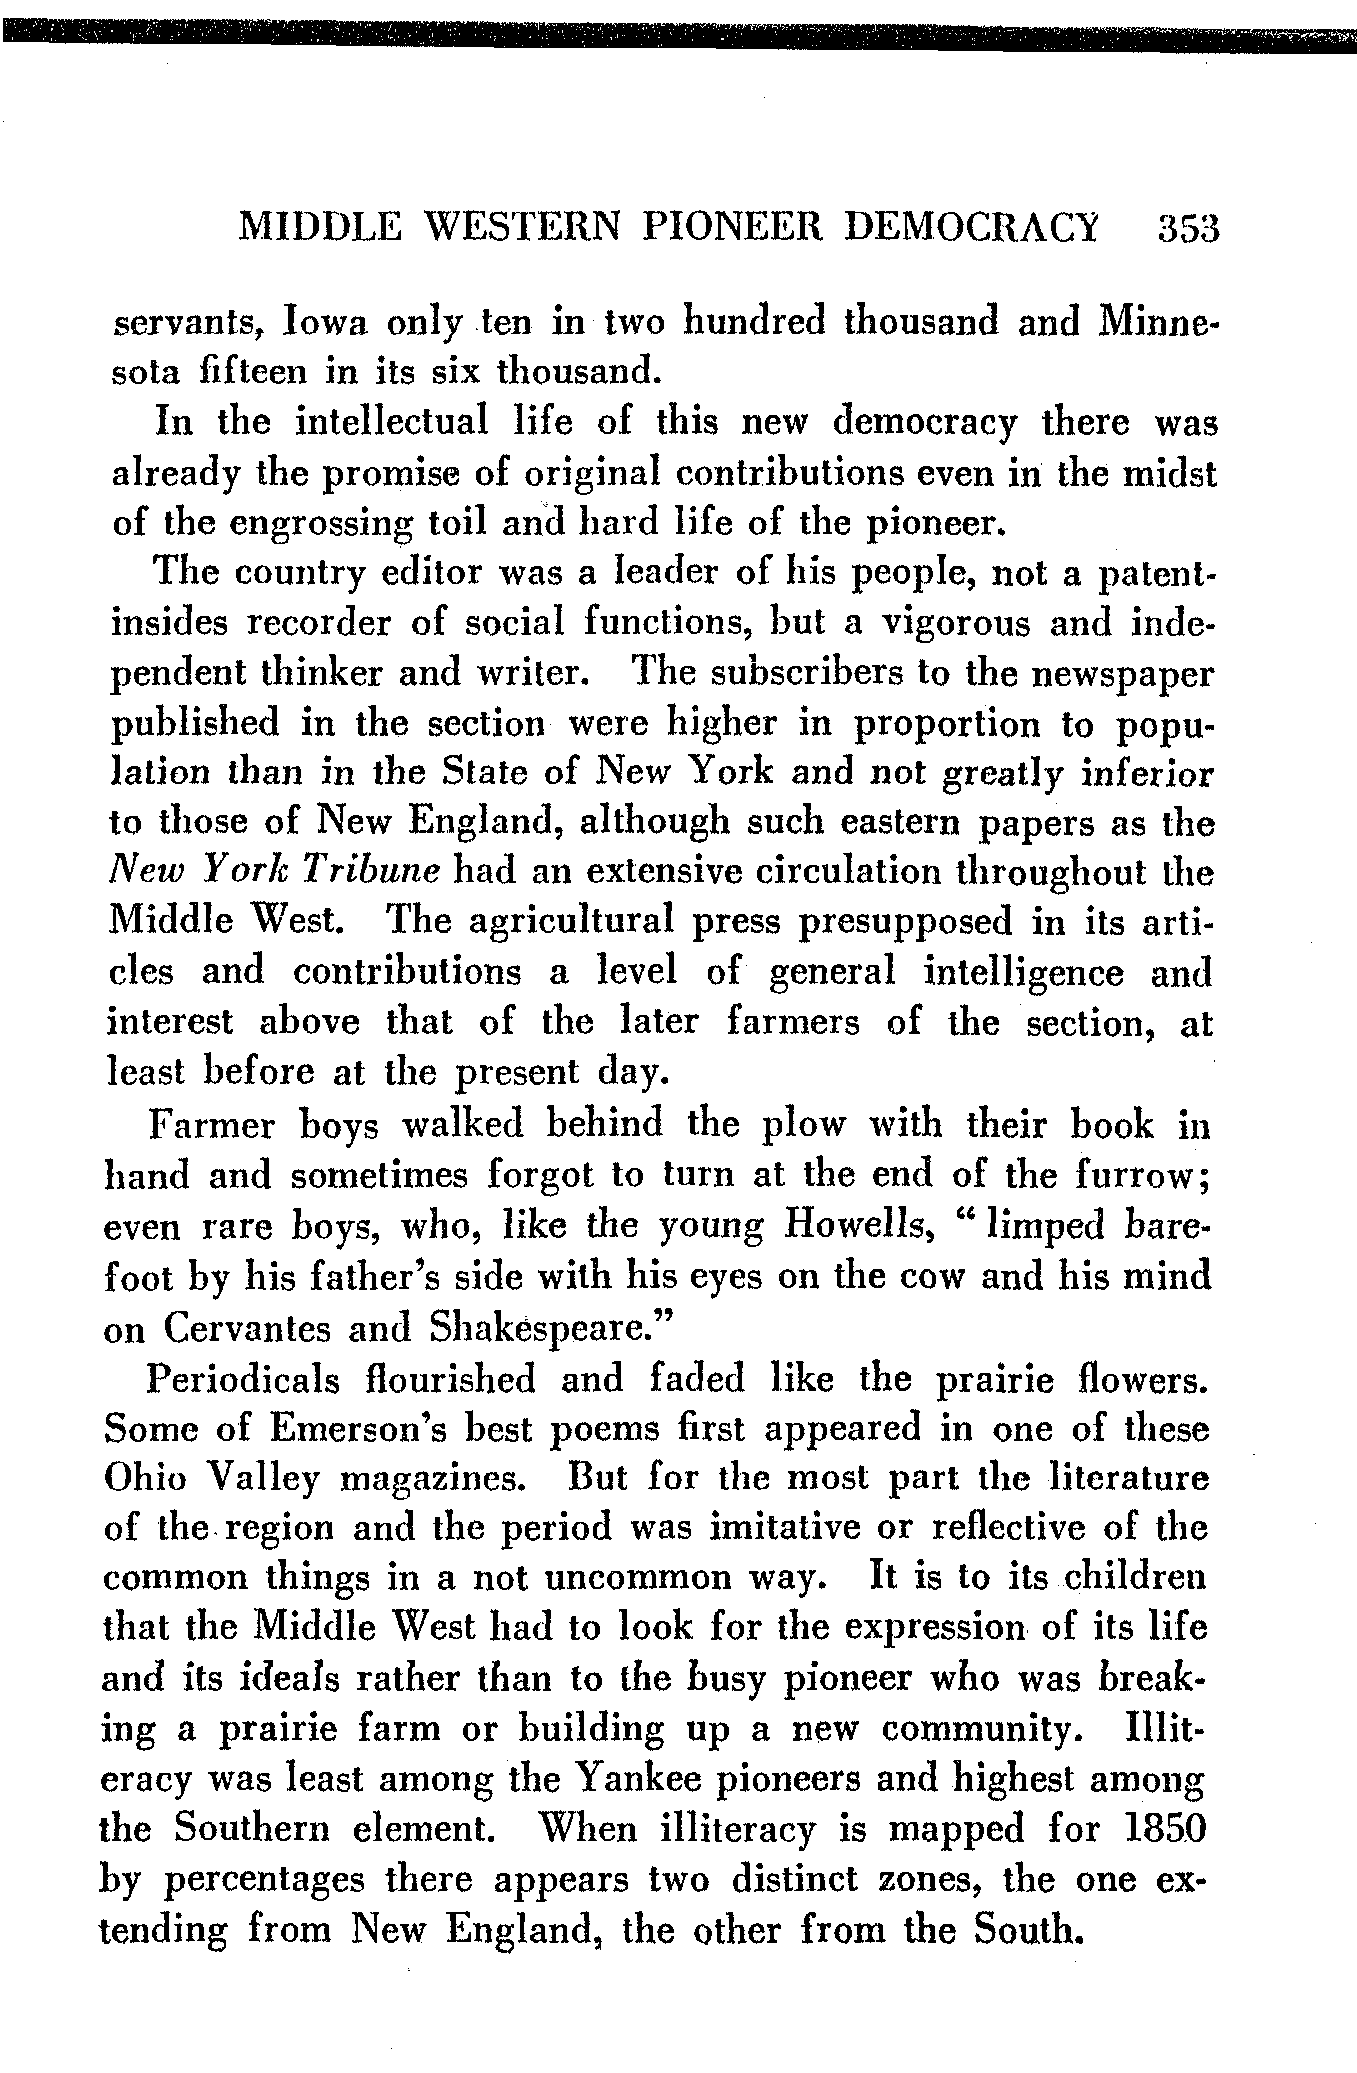 MIDDLE WESTERN PIONEER DEMOCRACY 353
servants, Iowa only ten in two hundred thousand and Minne-
sota fifteen in its six thousand.
In the intellectual life of this new democracy there was
already the promise of original contributions even in the midst
of the engrossing toil and hard life of the pioneer.
The country editor was a leader of his people, not a patent-
insides recorder of social functions, but a vigorous and inde-
pendent thinker and writer. The subscribers to the newspaper
published in the section were higher in proportion to popu-
lation than in the State of New York and not greatly inferior
to those of New England, although such eastern papers as the
New York Tribune had an extensive circulation throughout the
Middle West. The agricultural press presupposed in its arti-
cles and contributions a level of general intelligence and
interest above that of the later farmers of the section, at
least before at the present day.
Farmer boys walked behind the plow with their book in
hand and sometimes forgot to turn at the end of the furrow;
even rare boys, who, like the young Howells, “ limped bare-
foot by his father’s side with his eyes on the cow and his mind
on Cervantes and Shakespeare.”
Periodicals flourished and faded like the prairie flowers.
Some of Emerson’s best poems first appeared in one of these
Ohio Valley magazines. But for the most part the literature
of the region and the period was imitative or reflective of the
common things in a not uncommon way. It is to its children
that the Middle West had to look for the expression of its life
and its ideals rather than to the busy pioneer who was break-
ing a prairie farm or building up a new community. Illit-
eracy was least among the Yankee pioneers and highest among
the Southern element. When illiteracy is mapped for 1850
by percentages there appears two distinct zones, the one ex-
tending from New England, the other from the South.